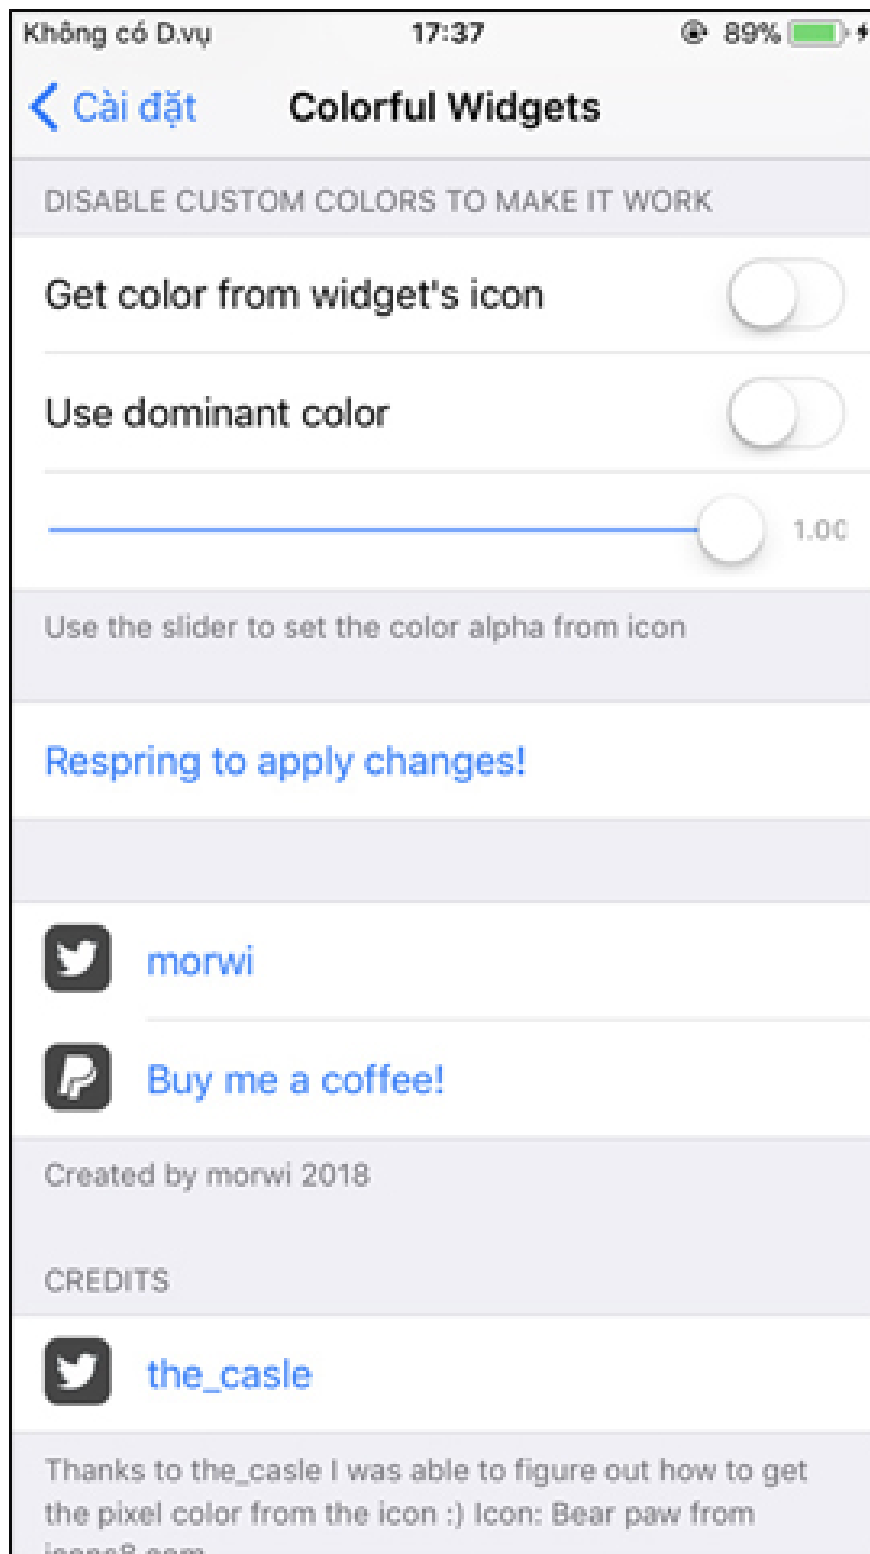 Không có D.vụ 17:37 89%
Cài đặt Colorful Widgets
DISABLE CUSTOM COLORS TO MAKE IT WORK
Get color from widget's icon
Use dominant color
1.00
Use the slider to set the color alpha from icon
Respring to apply changes!
morwi
Buy me a coffee!
Created by morwi 2018
CREDITS
the_casle
Thanks to the_casle I was able to figure out how to get
the pixel color from the icon :) Icon: Bear paw from